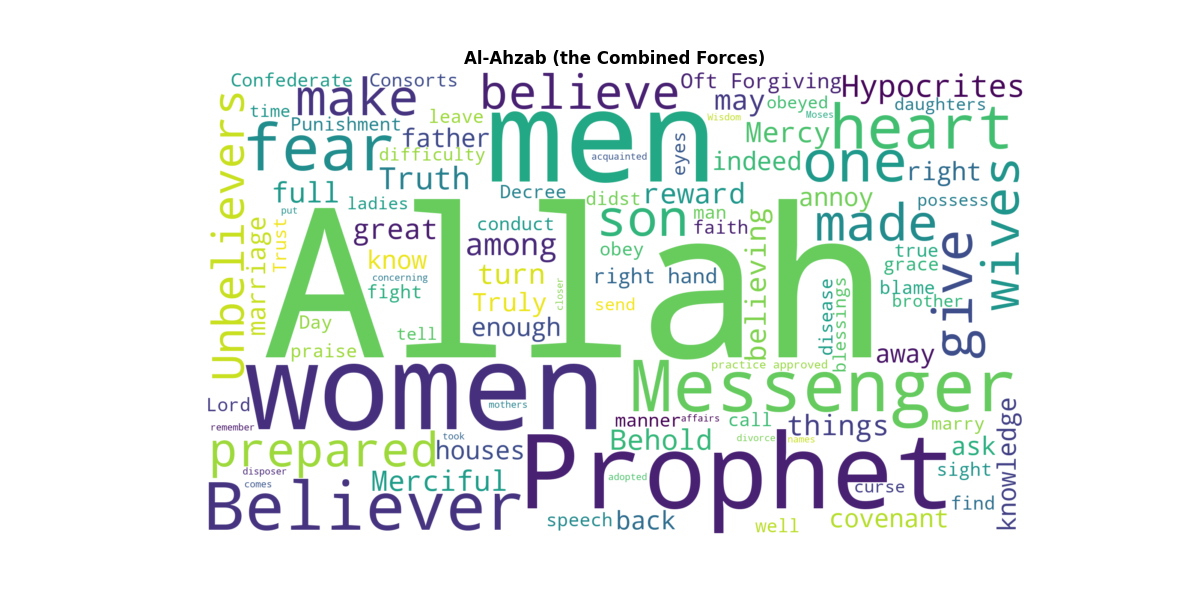 Al-Ahzab (the Combined Forces)
Confederate Consorts believe Oft Forgiving Hypocrites
time make men may obeyed daughters
Punishment leave Wisdom Moses
Unbelievers fear father eyes Mercy heart
difficulty acquainted indeed one right
Truth Decree didst reward annoy possess wives
full ladies
put great conduct son man faith made
marriage Trust among obey believing true
know turn right hand grace give
concerning fight Truly closer send disease blessings blame brother
Day tell enough
praise Allah away
practice approved
women Messenger
Lord mothers manner affairs call things marry
remember Behold divorce names ask knowledge
prepared took houses
disposer Merciful adopted Prophet sight
comes curse
Believer speech back well covenant find